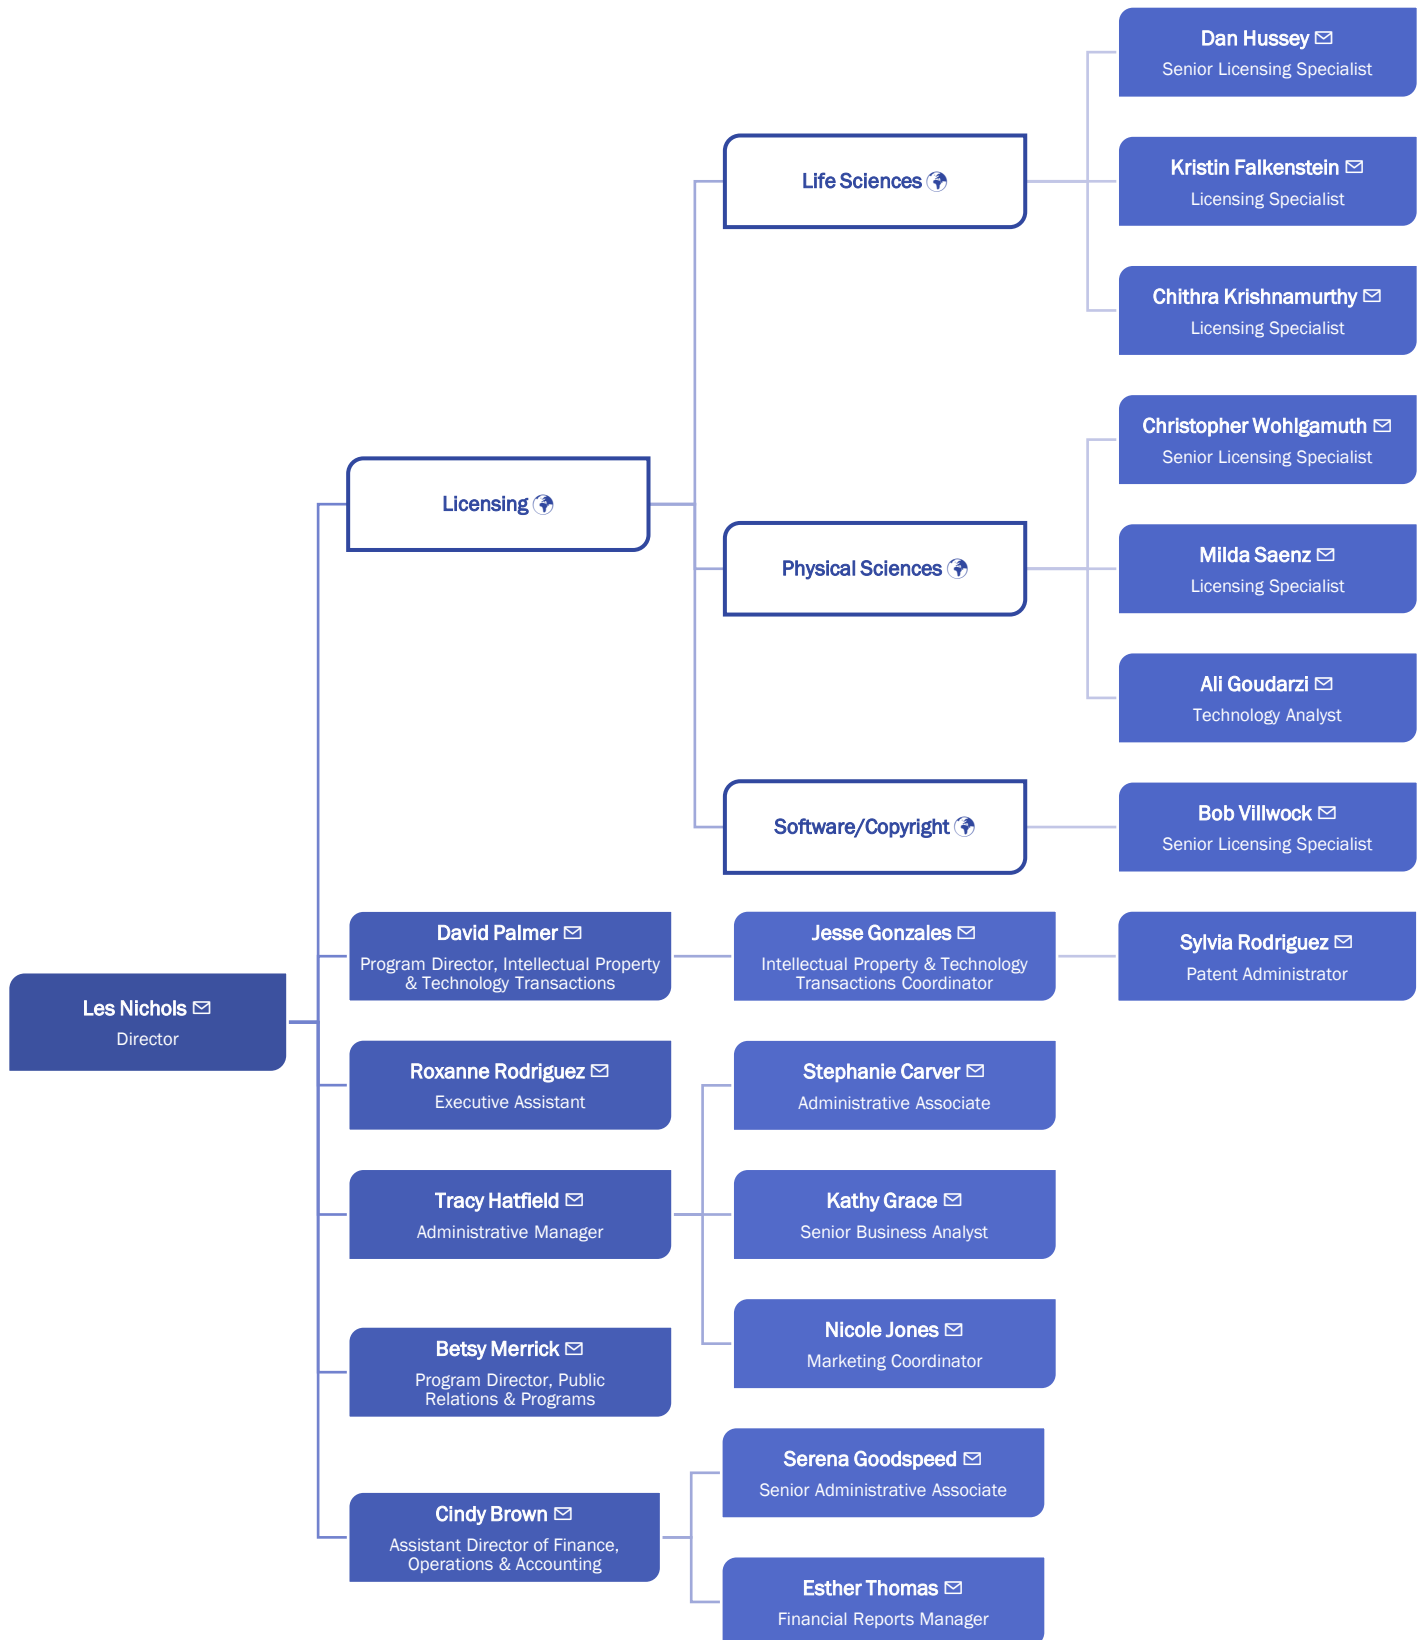 Dan Hussey
Senior Licensing Specialist
Life Sciences
Kristin Falkenstein
Licensing Specialist
Chithra Krishnamurthy
Licensing Specialist
Licensing
Christopher Wohlgamuth
Senior Licensing Specialist
Physical Sciences
Milda Saenz
Licensing Specialist
Ali Goudarzi
Technology Analyst
Software/Copyright
Bob Villwock
Senior Licensing Specialist
Les Nichols
Director
David Palmer
Program Director, Intellectual Property
& Technology Transactions
Jesse Gonzales
Intellectual Property & Technology
Transactions Coordinator
Sylvia Rodriguez
Patent Administrator
Roxanne Rodriguez
Executive Assistant
Tracy Hatfield
Administrative Manager
Stephanie Carver
Administrative Associate
Kathy Grace
Senior Business Analyst
Nicole Jones
Marketing Coordinator
Betsy Merrick
Program Director, Public
Relations & Programs
Cindy Brown
Assistant Director of Finance,
Operations & Accounting
Serena Goodspeed
Senior Administrative Associate
Esther Thomas
Financial Reports Manager